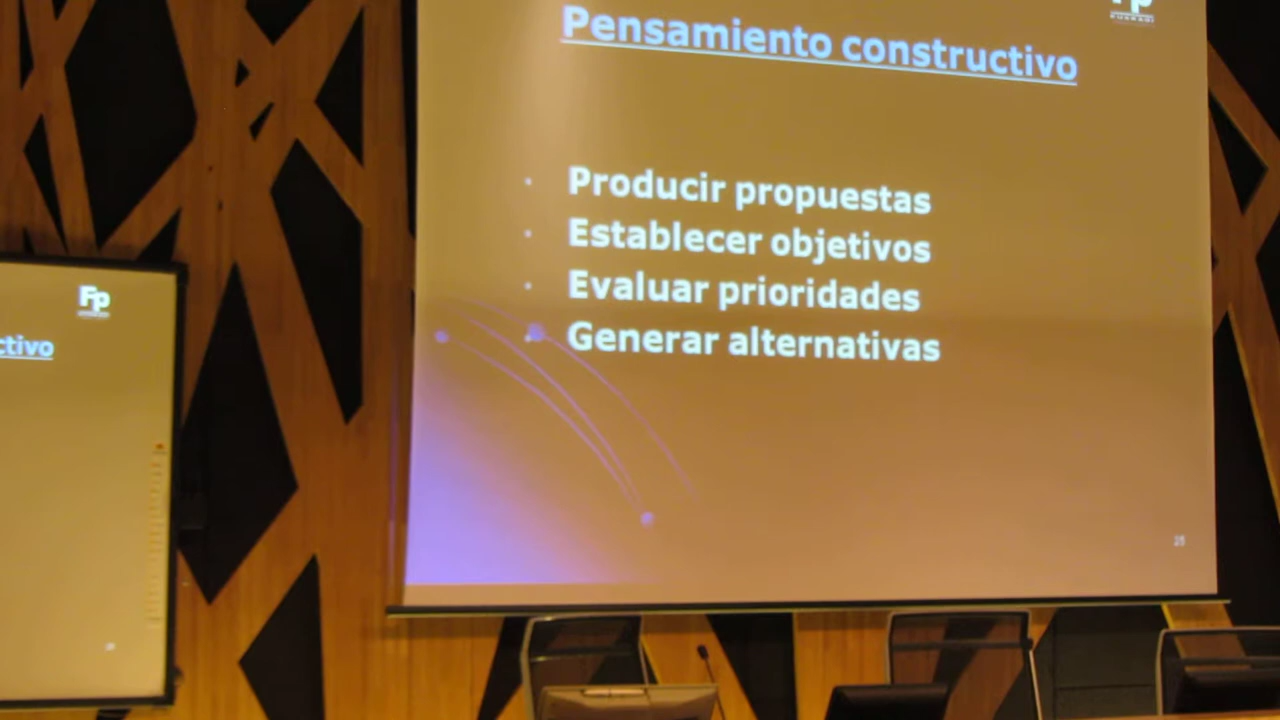 Pensamiento constructivo
Producir propuestas
Establecer objetivos
Evaluar prioridades
Generar alternativas
Fp
ctivo